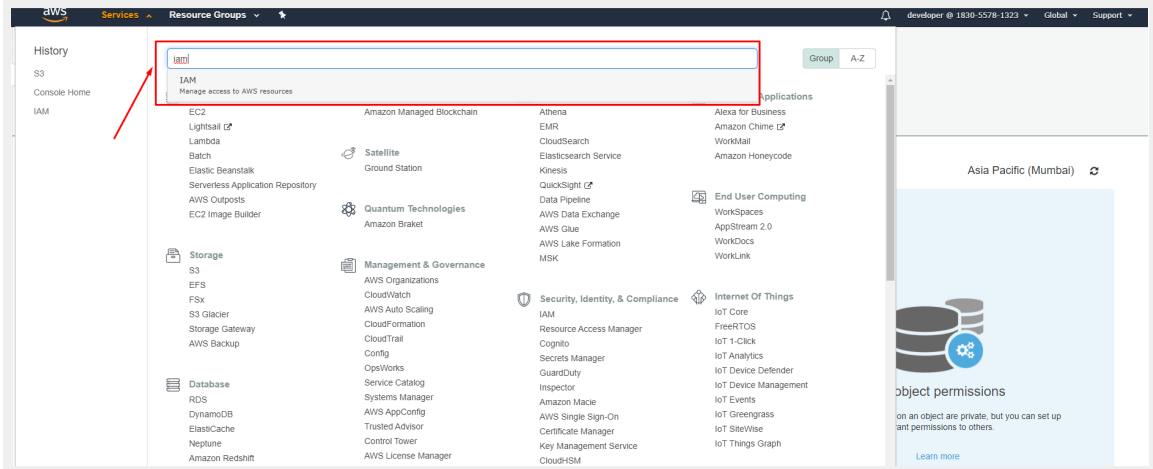 aws
Services
Resource Groups
developer @ 1830-5578-1323
Global
Support
History
S3
Console Home
IAM
iam
Group
A-Z
IAM
Manage access to AWS resources
EC2
Lightsail
Lambda
Batch
Elastic Beanstalk
Serverless Application Repository
AWS Outposts
EC2 Image Builder
Storage
S3
EFS
FSx
S3 Glacier
Storage Gateway
AWS Backup
Database
RDS
DynamoDB
ElastiCache
Neptune
Amazon Redshift
Amazon Managed Blockchain
Satellite
Ground Station
Quantum Technologies
Amazon Braket
Management & Governance
AWS Organizations
CloudWatch
AWS Auto Scaling
CloudFormation
CloudTrail
Config
OpsWorks
Service Catalog
Systems Manager
AWS AppConfig
Trusted Advisor
Control Tower
AWS License Manager
Athena
EMR
CloudSearch
Elasticsearch Service
Kinesis
QuickSight
Data Pipeline
AWS Data Exchange
AWS Glue
AWS Lake Formation
MSK
Security, Identity, & Compliance
IAM
Resource Access Manager
Cognito
Secrets Manager
GuardDuty
Inspector
Amazon Macie
AWS Single Sign-On
Certificate Manager
Key Management Service
CloudHSM
Applications
Alexa for Business
Amazon Chime
WorkMail
Amazon Honeycode
End User Computing
WorkSpaces
AppStream 2.0
WorkDocs
WorkLink
Internet Of Things
IoT Core
FreeRTOS
IoT 1-Click
IoT Analytics
IoT Device Defender
IoT Device Management
IoT Events
IoT Greengrass
IoT SiteWise
IoT Things Graph
Asia Pacific (Mumbai)
object permissions
on an object are private, but you can set up
permissions to others.
Learn more